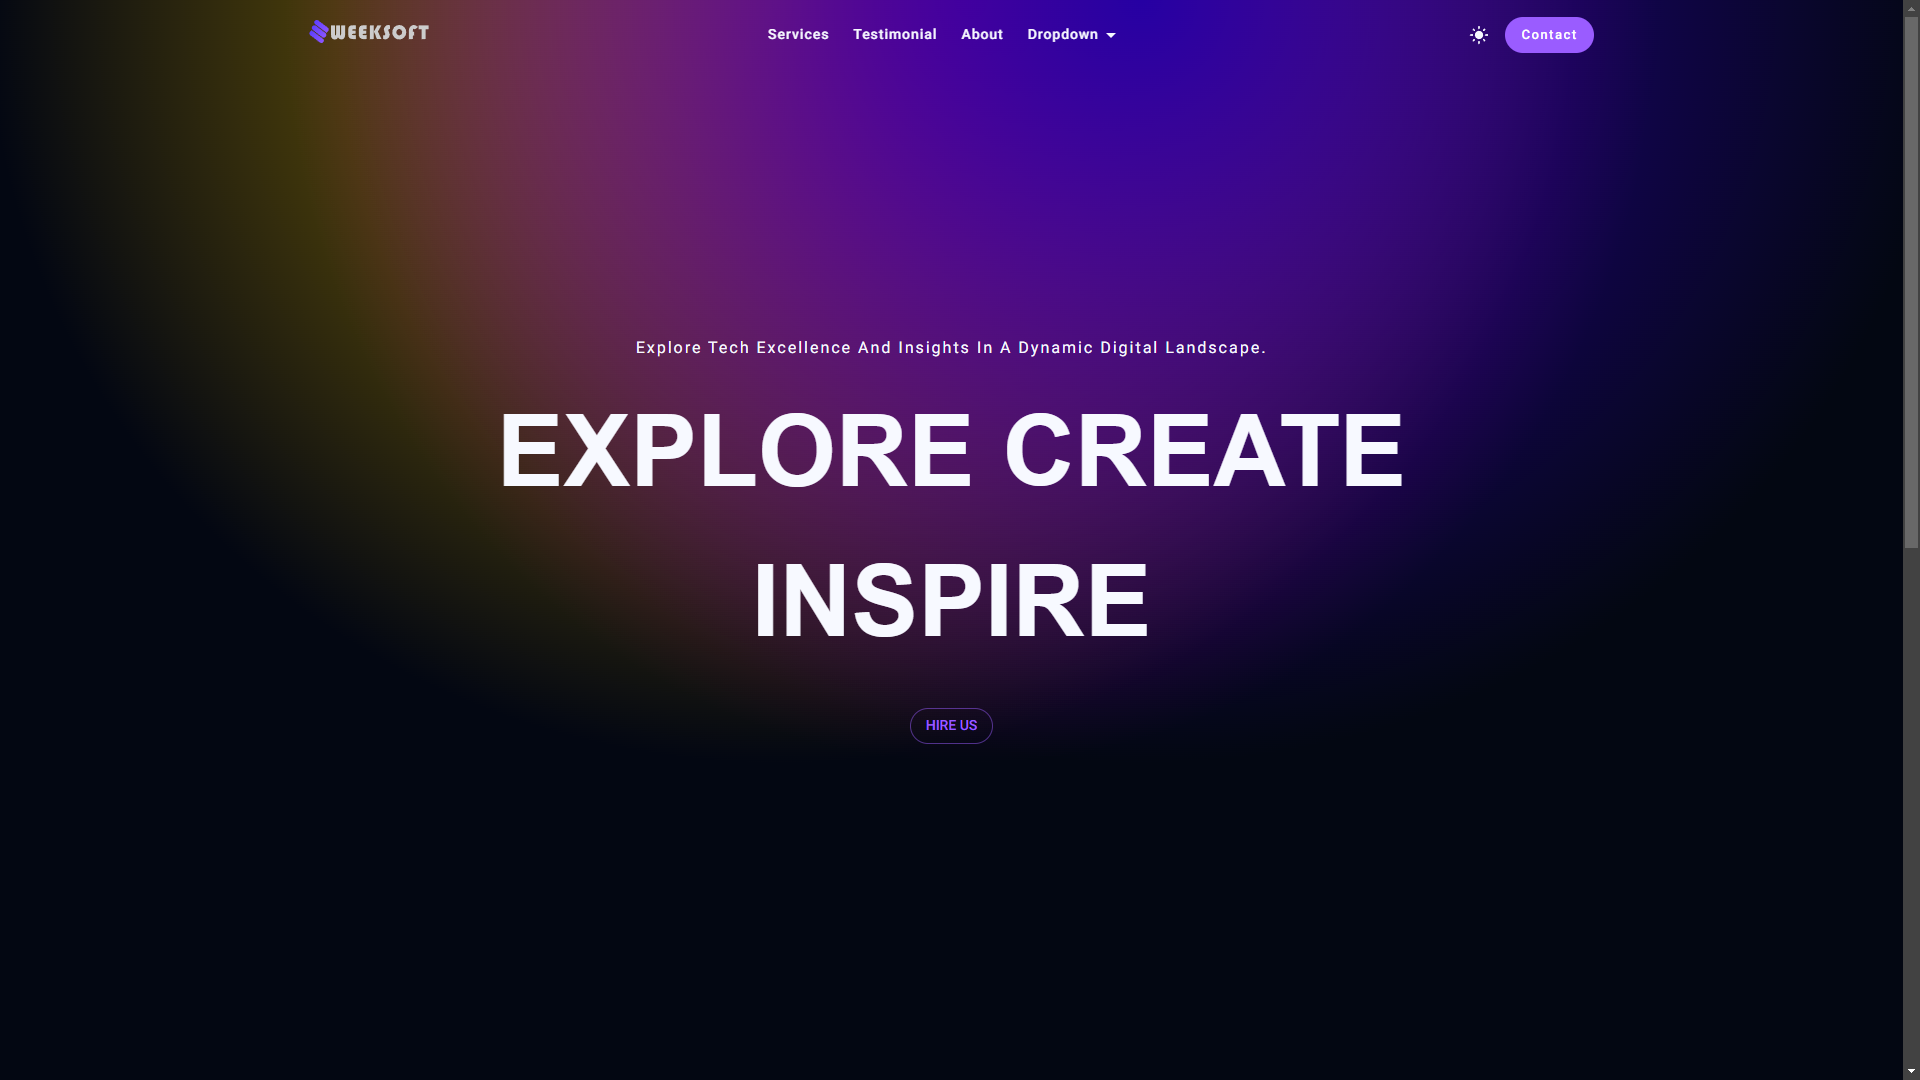 WEEKSOFT
Services Testimonial About Dropdown
Contact
Explore Tech Excellence And Insights In A Dynamic Digital Landscape.
EXPLORE CREATE
INSPIRE
HIRE US